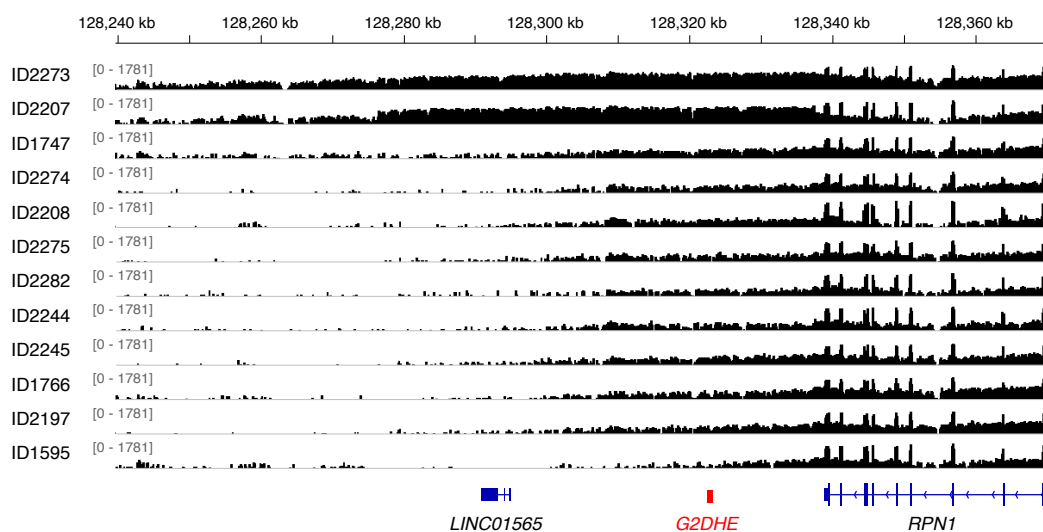 128,240 kb 128,260 kb 128,280 kb 128,300 kb 128,320 kb 128,340 kb 128,360 kb
ID2273 [0 - 1781]
ID2207 [0 - 1781]
ID1747 [0 - 1781]
ID2274 [0 - 1781]
ID2208 [0 - 1781]
ID2275 [0 - 1781]
ID2282 [0 - 1781]
ID2244 [0 - 1781]
ID2245 [0 - 1781]
ID1766 [0 - 1781]
ID2197 [0 - 1781]
ID1595 [0 - 1781]
LINC01565 G2DHE RPN1